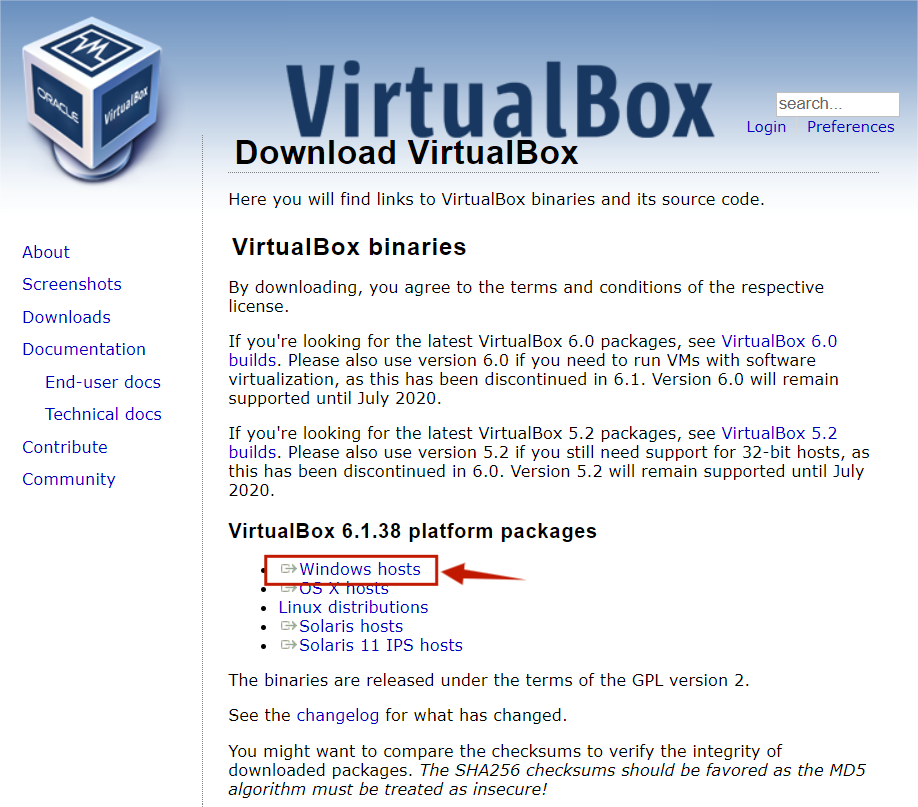 ORACLE
VirtualBox
VirtualBox
search...
Login Preferences
Download VirtualBox
Here you will find links to VirtualBox binaries and its source code.
About
Screenshots
Downloads
Documentation
End-user docs
Technical docs
Contribute
Community
VirtualBox binaries
By downloading, you agree to the terms and conditions of the respective
license.
If you're looking for the latest VirtualBox 6.0 packages, see VirtualBox 6.0
builds. Please also use version 6.0 if you need to run VMs with software
virtualization, as this has been discontinued in 6.1. Version 6.0 will remain
supported until July 2020.
If you're looking for the latest VirtualBox 5.2 packages, see VirtualBox 5.2
builds. Please also use version 5.2 if you still need support for 32-bit hosts, as
this has been discontinued in 6.0. Version 5.2 will remain supported until July
2020.
VirtualBox 6.1.38 platform packages
Windows hosts
OS X hosts
Linux distributions
Solaris hosts
Solaris 11 IPS hosts
The binaries are released under the terms of the GPL version 2.
See the changelog for what has changed.
You might want to compare the checksums to verify the integrity of
downloaded packages. The SHA256 checksums should be favored as the MD5
algorithm must be treated as insecure!